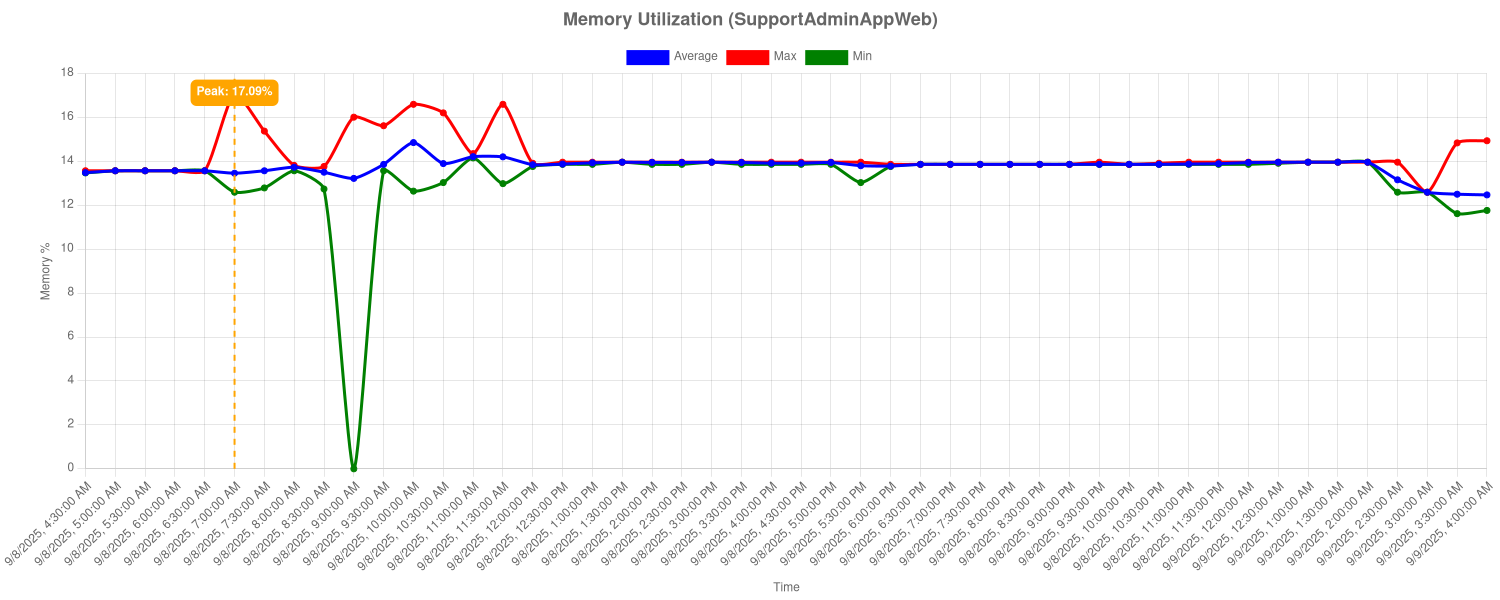 Memory Utilization (SupportAdminAppWeb)
Average Max Min
18
Peak: 17.09%
16
14
12
10
8
6
4
2
0
Memory %
9/8/2025, 4:30:00 AM
9/8/2025, 5:00:00 AM
9/8/2025, 5:30:00 AM
9/8/2025, 6:00:00 AM
9/8/2025, 6:30:00 AM
9/8/2025, 7:00:00 AM
9/8/2025, 7:30:00 AM
9/8/2025, 8:00:00 AM
9/8/2025, 8:30:00 AM
9/8/2025, 9:00:00 AM
9/8/2025, 9:30:00 AM
9/8/2025, 10:00:00 AM
9/8/2025, 10:30:00 AM
9/8/2025, 11:00:00 AM
9/8/2025, 11:30:00 AM
9/8/2025, 12:00:00 PM
9/8/2025, 12:30:00 PM
9/8/2025, 1:00:00 PM
9/8/2025, 1:30:00 PM
9/8/2025, 2:00:00 PM
9/8/2025, 2:30:00 PM
9/8/2025, 3:00:00 PM
9/8/2025, 3:30:00 PM
9/8/2025, 4:00:00 PM
9/8/2025, 4:30:00 PM
9/8/2025, 5:00:00 PM
9/8/2025, 5:30:00 PM
9/8/2025, 6:00:00 PM
9/8/2025, 6:30:00 PM
9/8/2025, 7:00:00 PM
9/8/2025, 7:30:00 PM
9/8/2025, 8:00:00 PM
9/8/2025, 8:30:00 PM
9/8/2025, 9:00:00 PM
9/8/2025, 9:30:00 PM
9/8/2025, 10:00:00 PM
9/8/2025, 10:30:00 PM
9/8/2025, 11:00:00 PM
9/8/2025, 11:30:00 PM
9/9/2025, 12:00:00 AM
9/9/2025, 12:30:00 AM
9/9/2025, 1:00:00 AM
9/9/2025, 1:30:00 AM
9/9/2025, 2:00:00 AM
9/9/2025, 2:30:00 AM
9/9/2025, 3:00:00 AM
9/9/2025, 3:30:00 AM
9/9/2025, 4:00:00 AM
Time